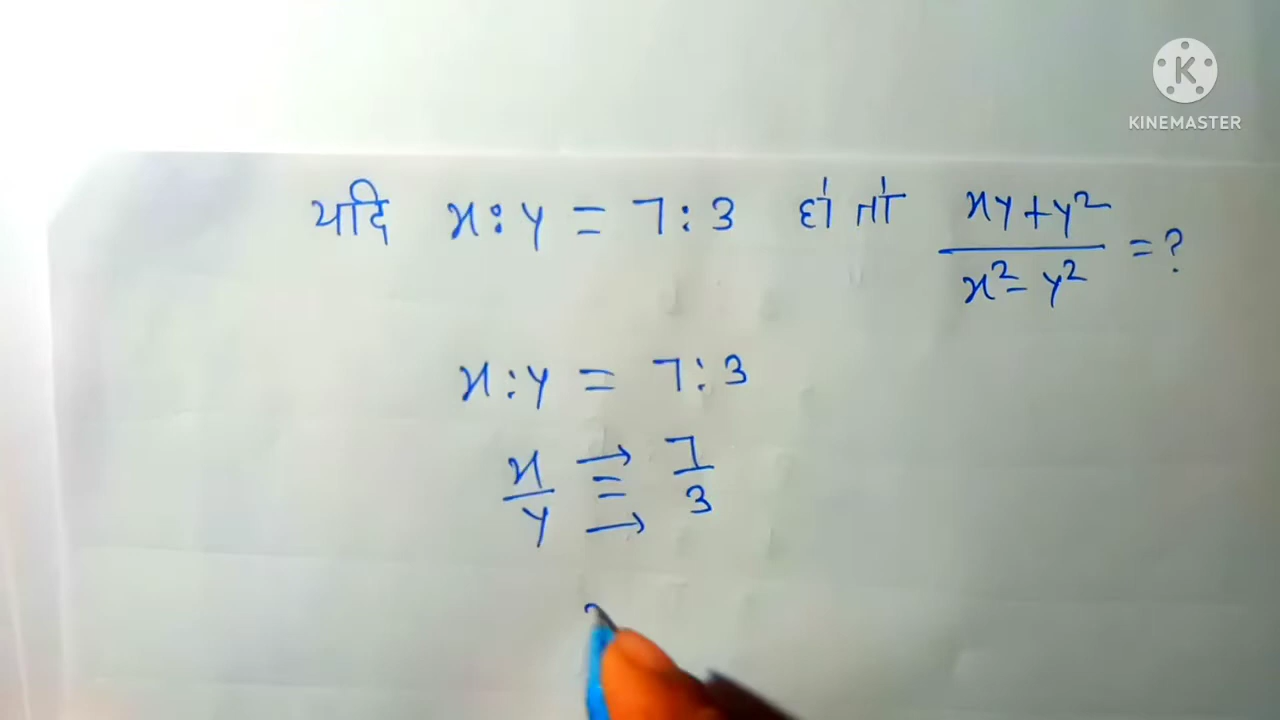 KINEMASTER
यदि x:y = 7:3 हो तो xy+y²/x²-y² = ?
x:y = 7:3
x/y = 7/3